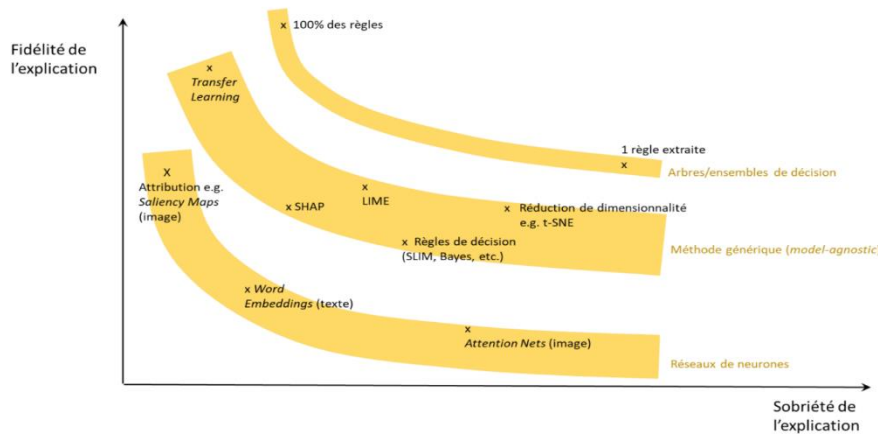 Fidélité de
l'explication
x 100% des règles
x
Transfer
Learning
1 règle extraite
x
Arbres/ensembles de décision
X
Attribution e.g.
Saliency Maps
(image)
x SHAP
x
LIME
x Réduction de dimensionnalité
e.g. t-SNE
x Règles de décision
(SLIM, Bayes, etc.)
Méthode générique (model-agnostic)
x Word
Embeddings (texte)
x
Attention Nets (image)
Réseaux de neurones
Sobriété de
l'explication